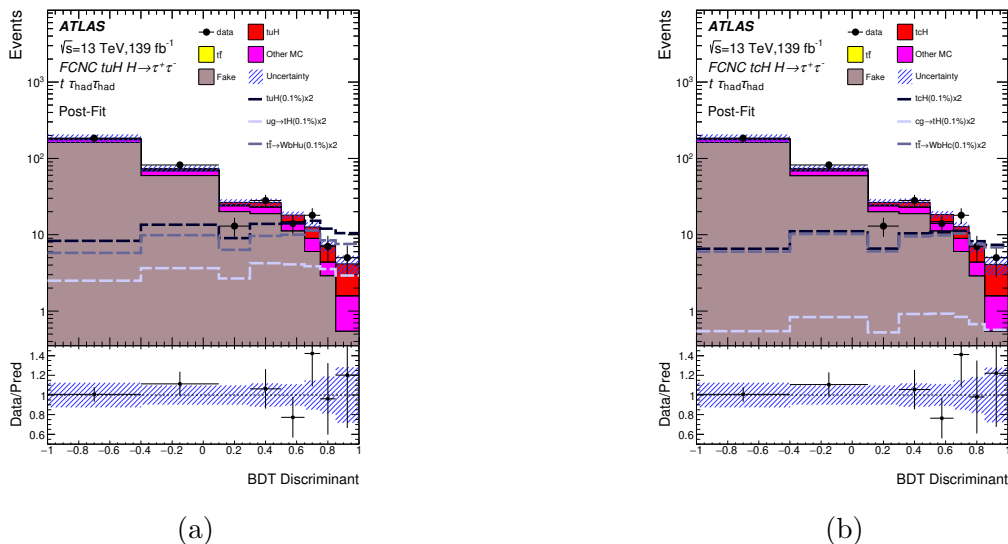 Events
ATLAS
√s=13 TeV,139 fb⁻¹
FCNC tuH H→τ⁺τ⁻
t τhadτhad
Post-Fit
data
tuH
tt̄
Other MC
Fake
Uncertainty
tuH(0.1%)x2
ug→tH(0.1%)x2
tt̄→WbHu(0.1%)x2
10³
10²
10
1
Data/Pred
1.4
1.2
1
0.8
0.6
−1 −0.8 −0.6 −0.4 −0.2 0 0.2 0.4 0.6 0.8 1
BDT Discriminant
(a)
Events
ATLAS
√s=13 TeV,139 fb⁻¹
FCNC tcH H→τ⁺τ⁻
t τhadτhad
Post-Fit
data
tcH
tt̄
Other MC
Fake
Uncertainty
tcH(0.1%)x2
cg→tH(0.1%)x2
tt̄→WbHc(0.1%)x2
10³
10²
10
1
Data/Pred
1.4
1.2
1
0.8
0.6
−1 −0.8 −0.6 −0.4 −0.2 0 0.2 0.4 0.6 0.8 1
BDT Discriminant
(b)